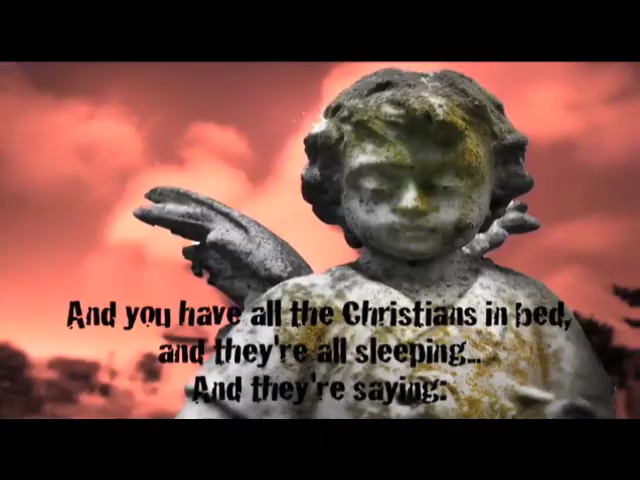 And you have all the Christians in bed,
and they're all sleeping...
And they're saying: